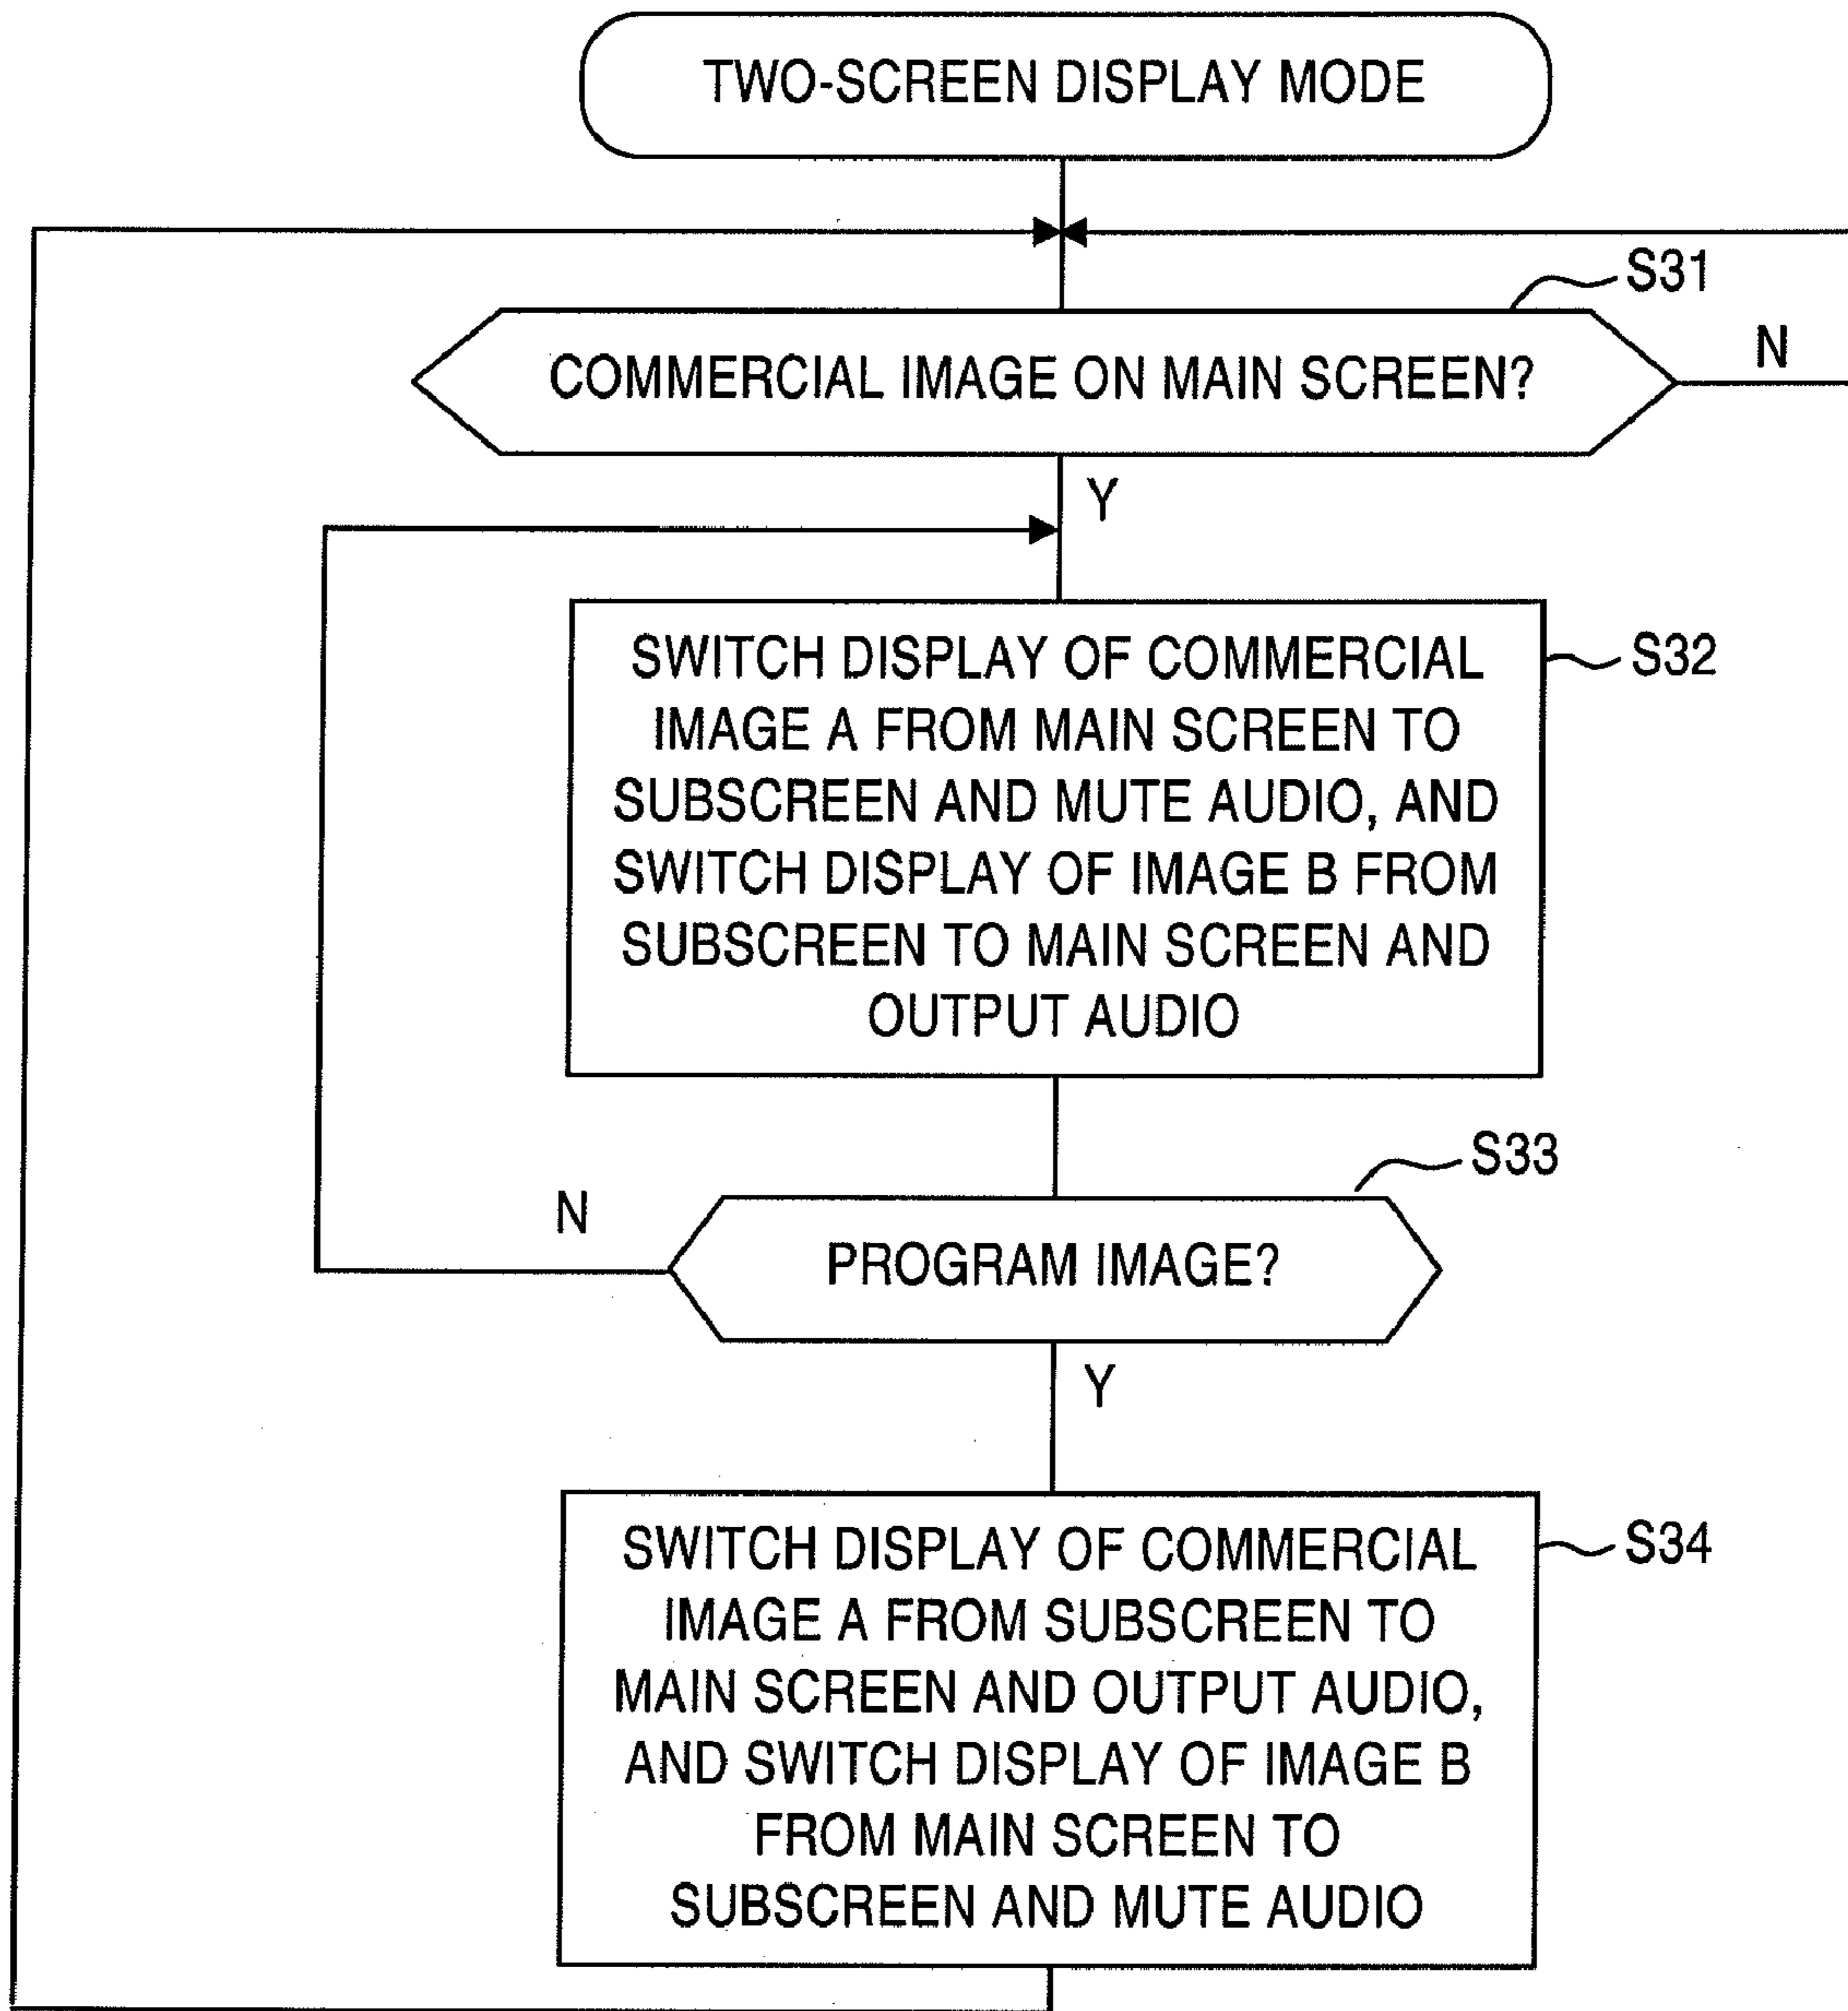 TWO-SCREEN DISPLAY MODE
S31
COMMERCIAL IMAGE ON MAIN SCREEN?
N
Y
SWITCH DISPLAY OF COMMERCIAL
IMAGE A FROM MAIN SCREEN TO
SUBSCREEN AND MUTE AUDIO, AND
SWITCH DISPLAY OF IMAGE B FROM
SUBSCREEN TO MAIN SCREEN AND
OUTPUT AUDIO
S32
S33
N
PROGRAM IMAGE?
Y
SWITCH DISPLAY OF COMMERCIAL
IMAGE A FROM SUBSCREEN TO
MAIN SCREEN AND OUTPUT AUDIO,
AND SWITCH DISPLAY OF IMAGE B
FROM MAIN SCREEN TO
SUBSCREEN AND MUTE AUDIO
S34